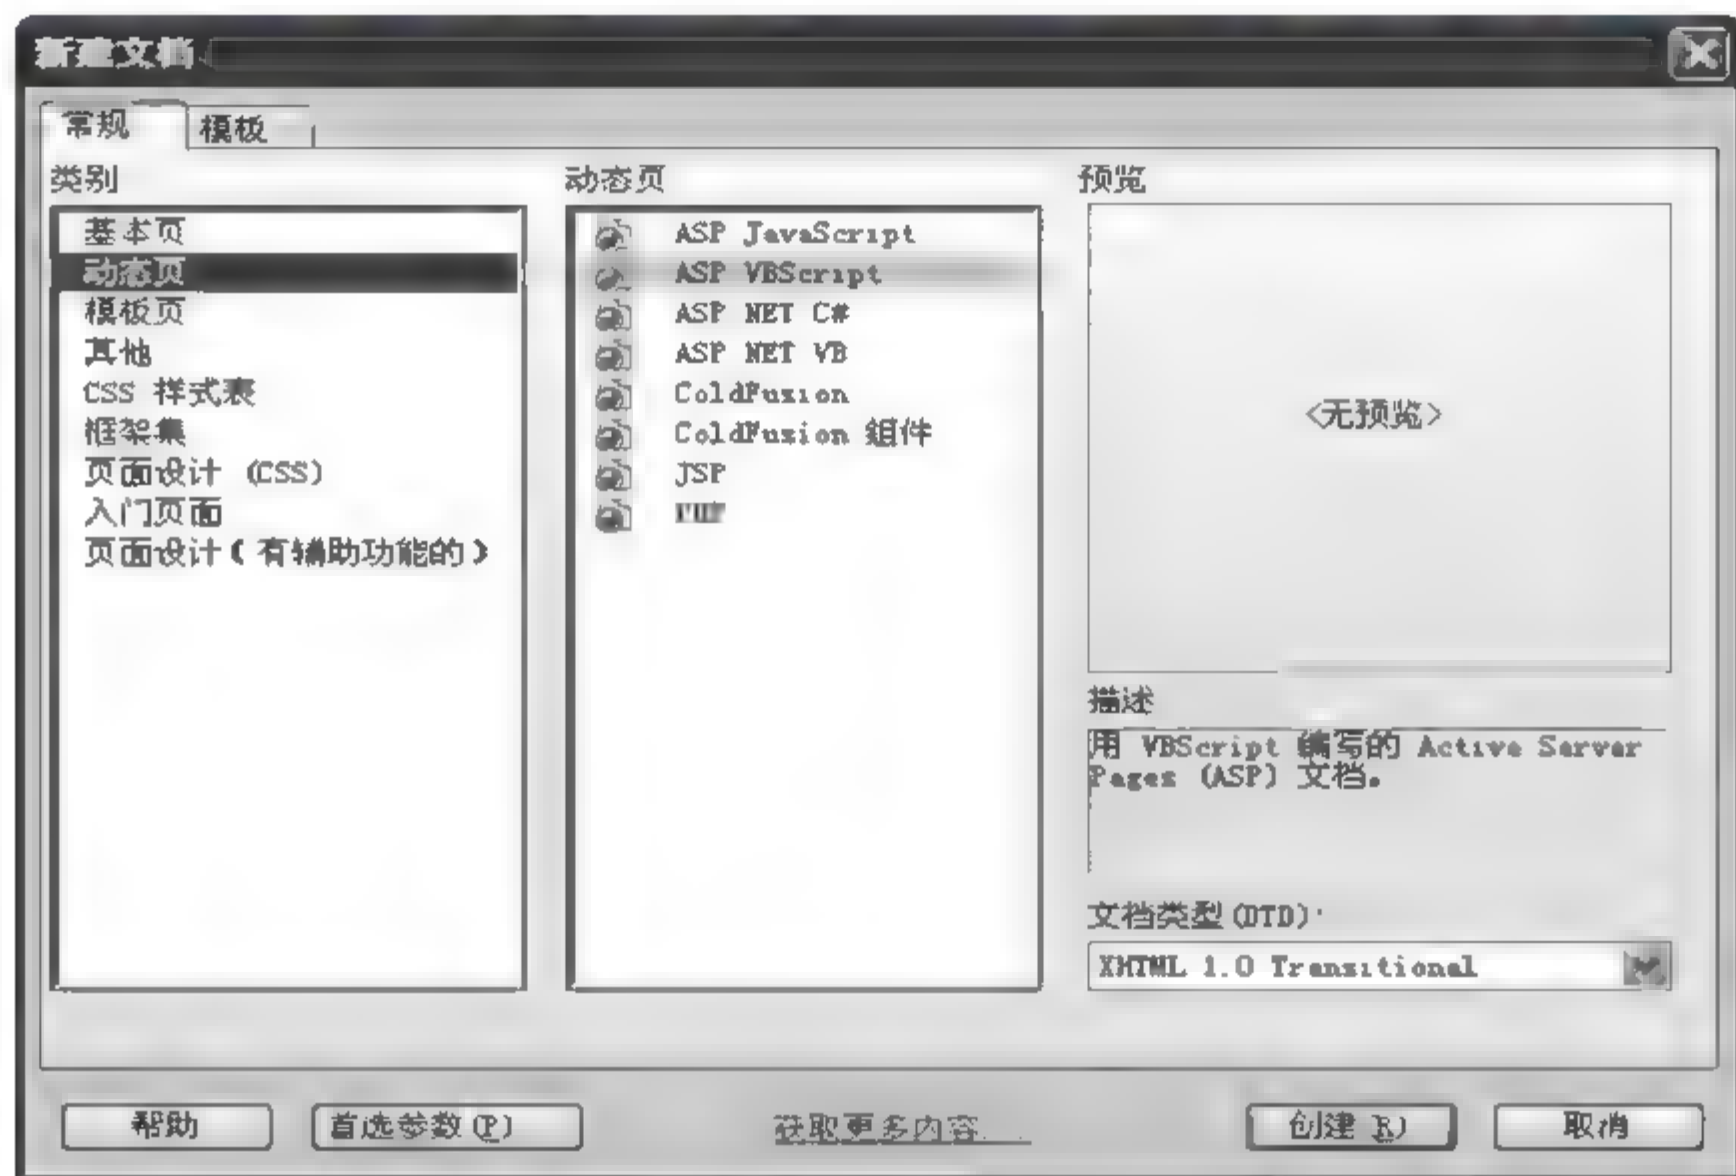 新建文档
常规
模板
类别
基本页
动态页
模板页
其他
CSS 样式表
框架集
页面设计 (CSS)
入门页面
页面设计(有辅助功能的)
动态页
ASP JavaScript
ASP VBScript
ASP NET C#
ASP NET VB
ColdFusion
ColdFusion 组件
JSP
预览
<无预览>
描述
用 VBScript 编写的 Active Server
Pages (ASP) 文档。
文档类型(DTD):
XHTML 1.0 Transitional
帮助
首选参数(P)
获取更多内容...
创建(R)
取消